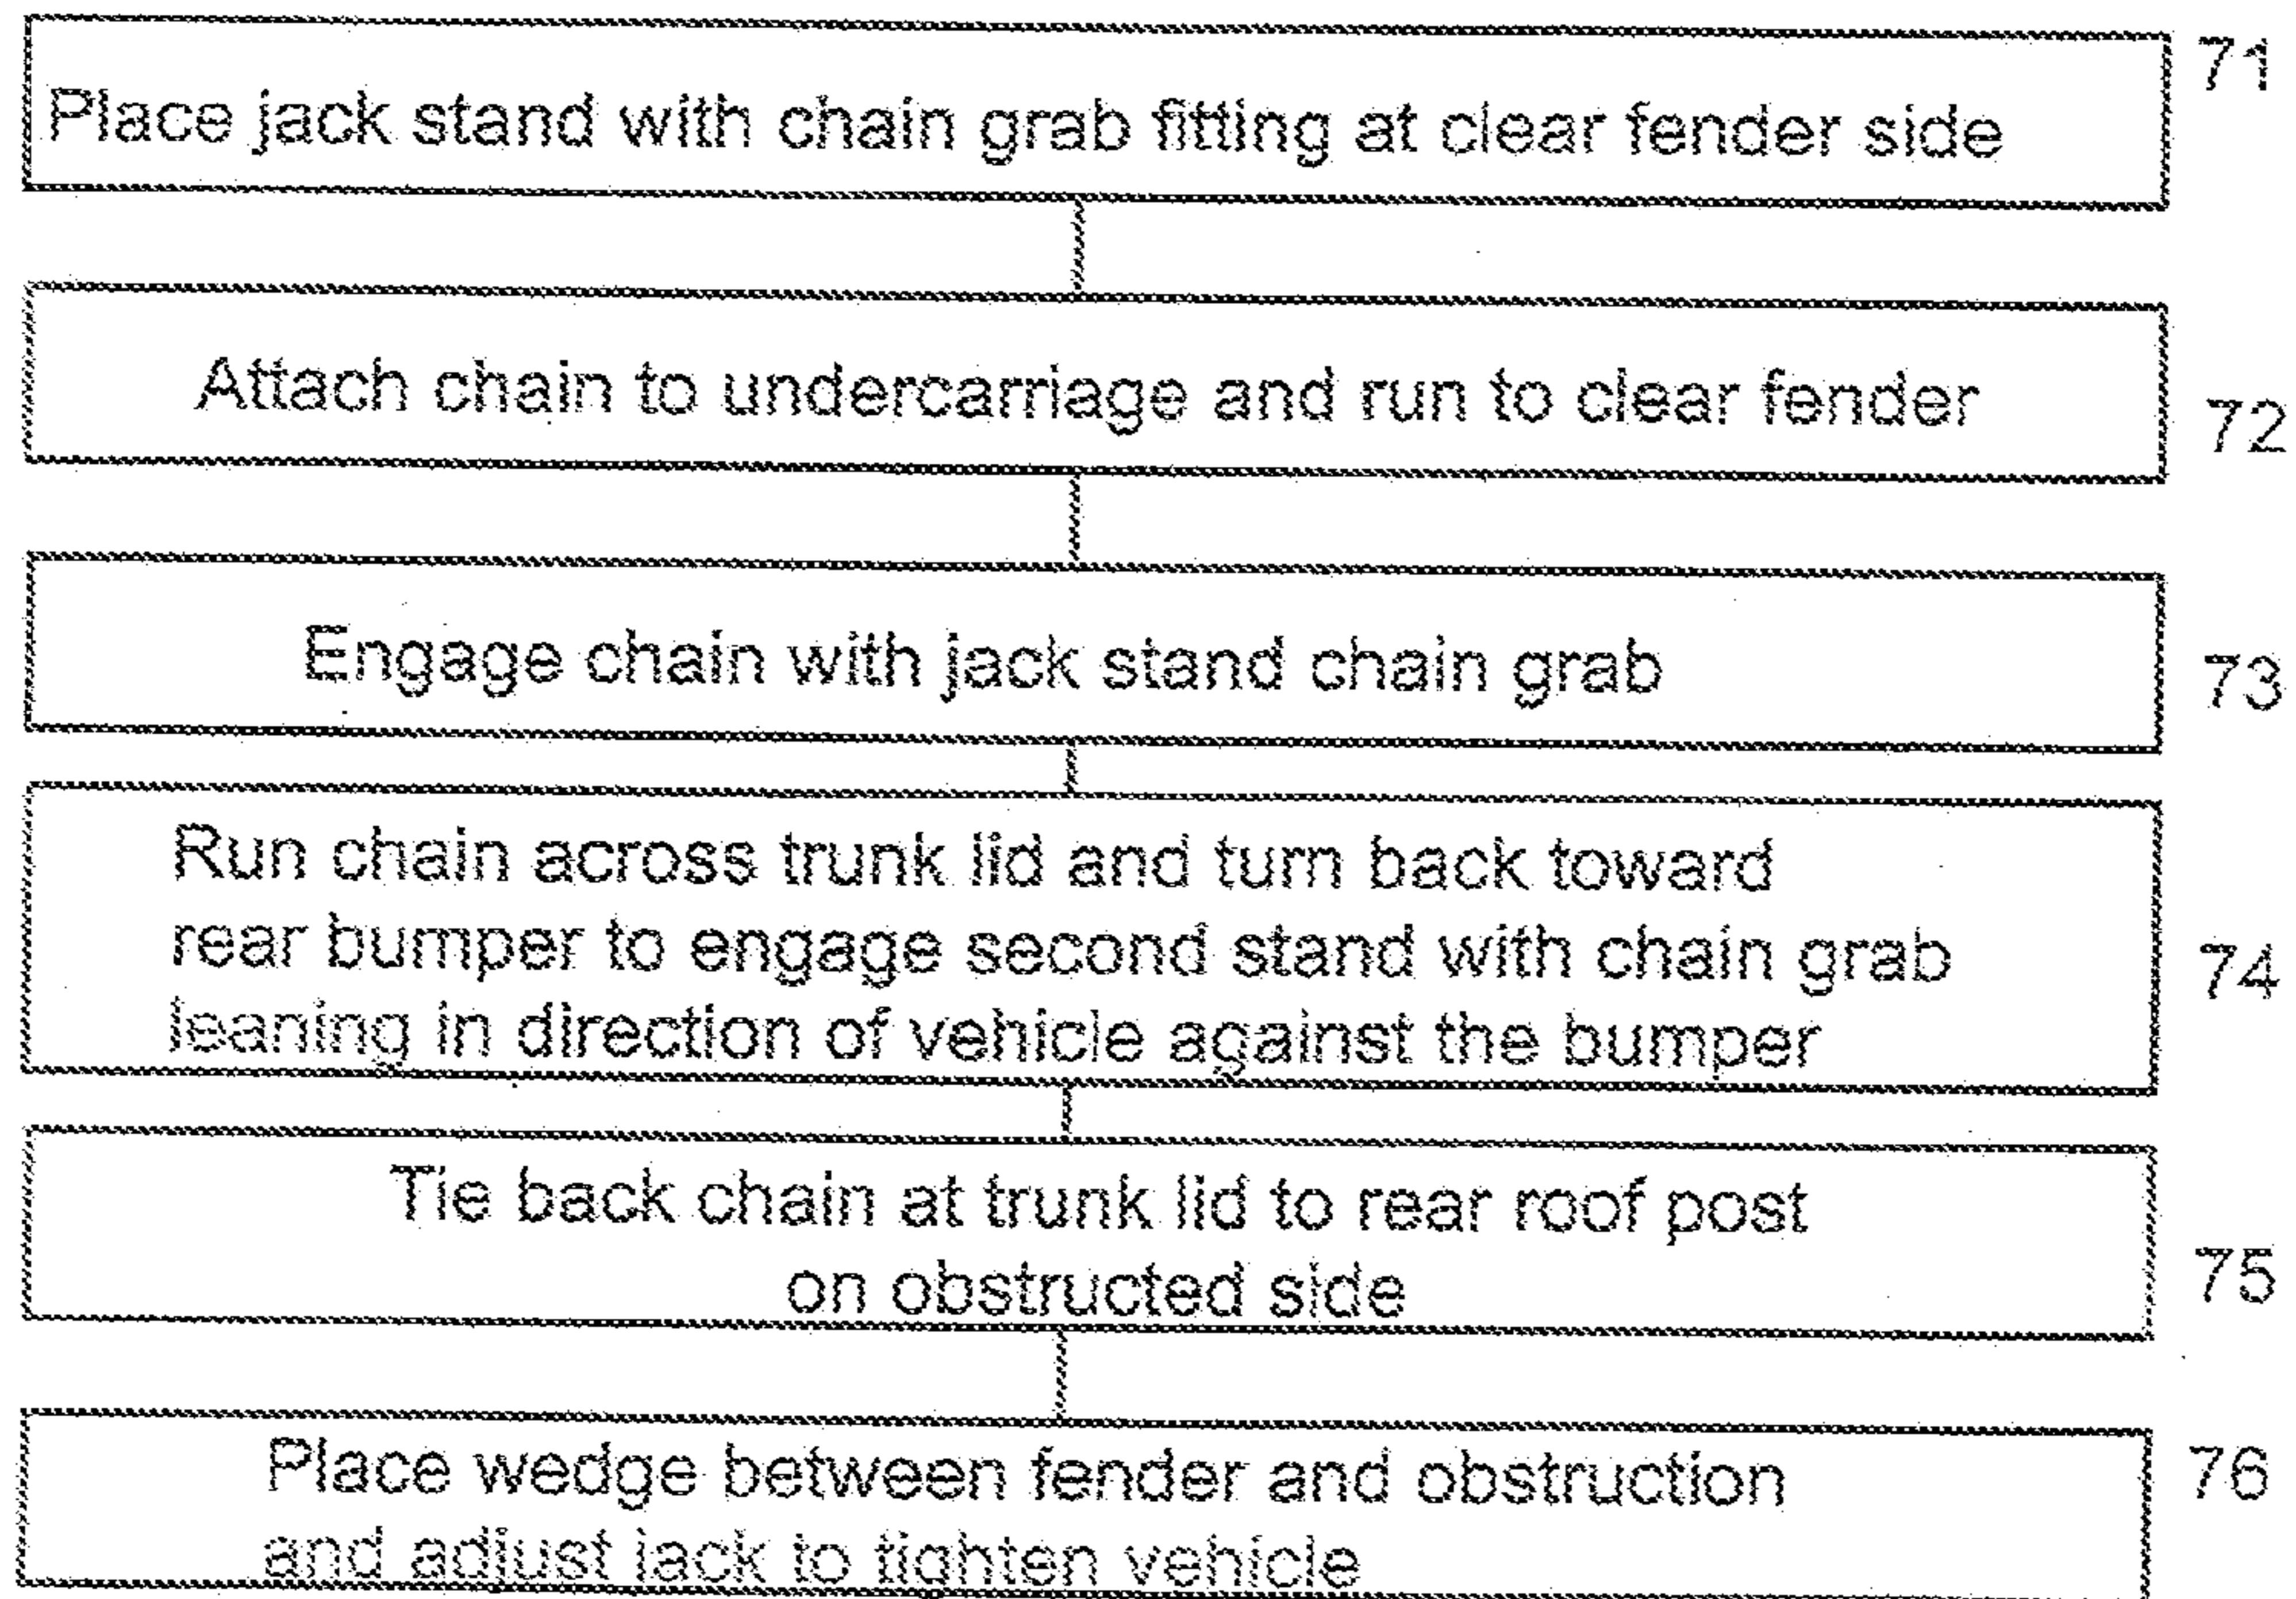 Place jack stand with chain grab fitting at clear fender side
71
Attach chain to undercarriage and run to clear fender
72
Engage chain with jack stand chain grab
73
Run chain across trunk lid and turn back toward
rear bumper to engage second stand with chain grab
leaning in direction of vehicle against the bumper
74
Tie back chain at trunk lid to rear roof post
on obstructed side
75
Place wedge between fender and obstruction
and adjust jack to tighten vehicle
76